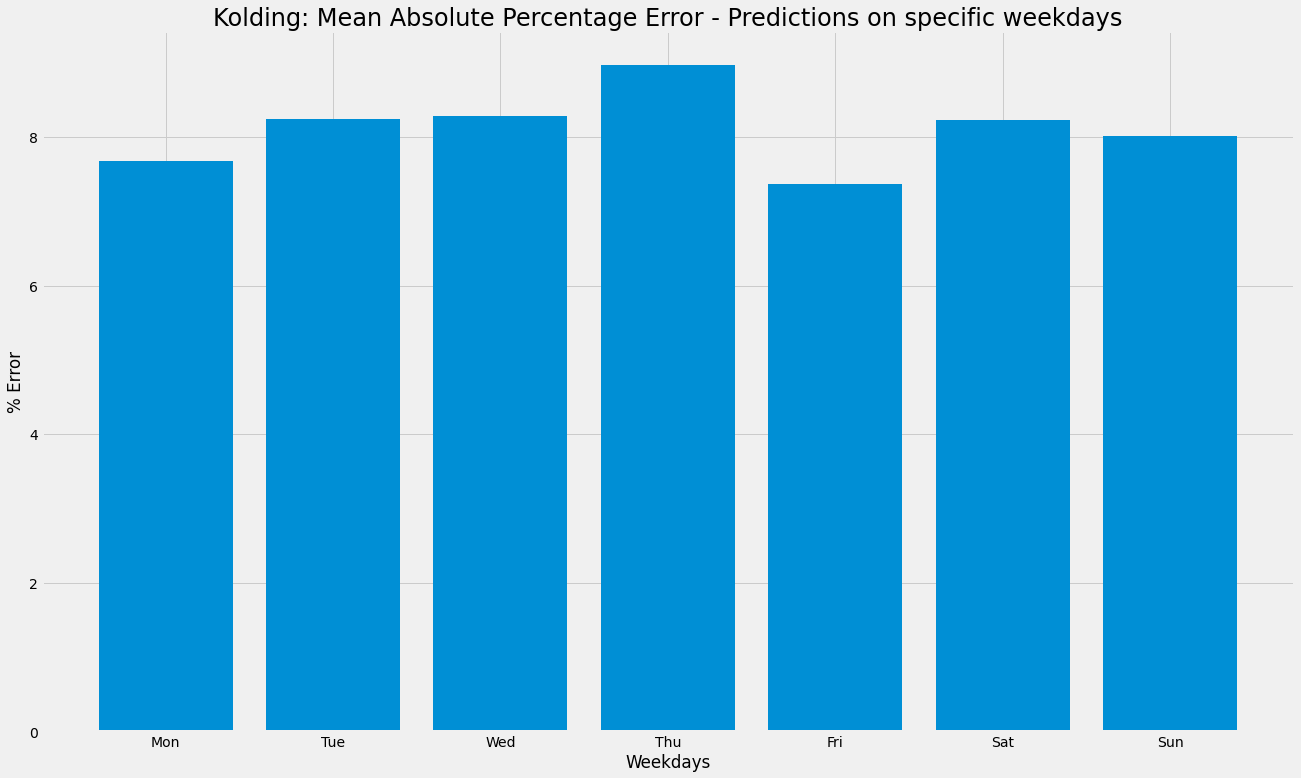 Kolding: Mean Absolute Percentage Error - Predictions on specific weekdays
% Error
8
6
4
2
0
Mon Tue Wed Thu Fri Sat Sun
Weekdays